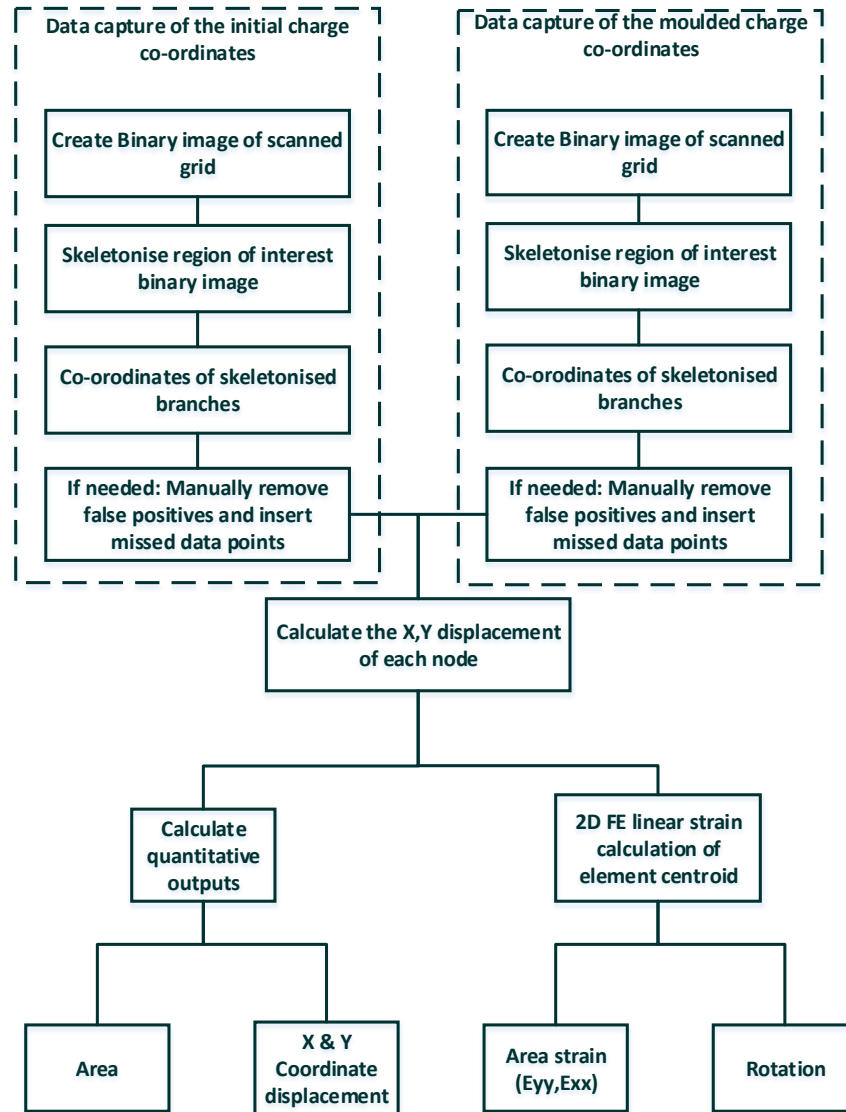 Data capture of the initial charge
co-ordinates
Create Binary image of scanned
grid
Skeletonise region of interest
binary image
Co-orodinates of skeletonised
branches
If needed: Manually remove
false positives and insert
missed data points
Data capture of the moulded charge
co-ordinates
Create Binary image of scanned
grid
Skeletonise region of interest
binary image
Co-orodinates of skeletonised
branches
If needed: Manually remove
false positives and insert
missed data points
Calculate the X,Y displacement
of each node
Calculate
quantitative
outputs
2D FE linear strain
calculation of
element centroid
Area
X & Y
Coordinate
displacement
Area strain
(Eyy,Exx)
Rotation